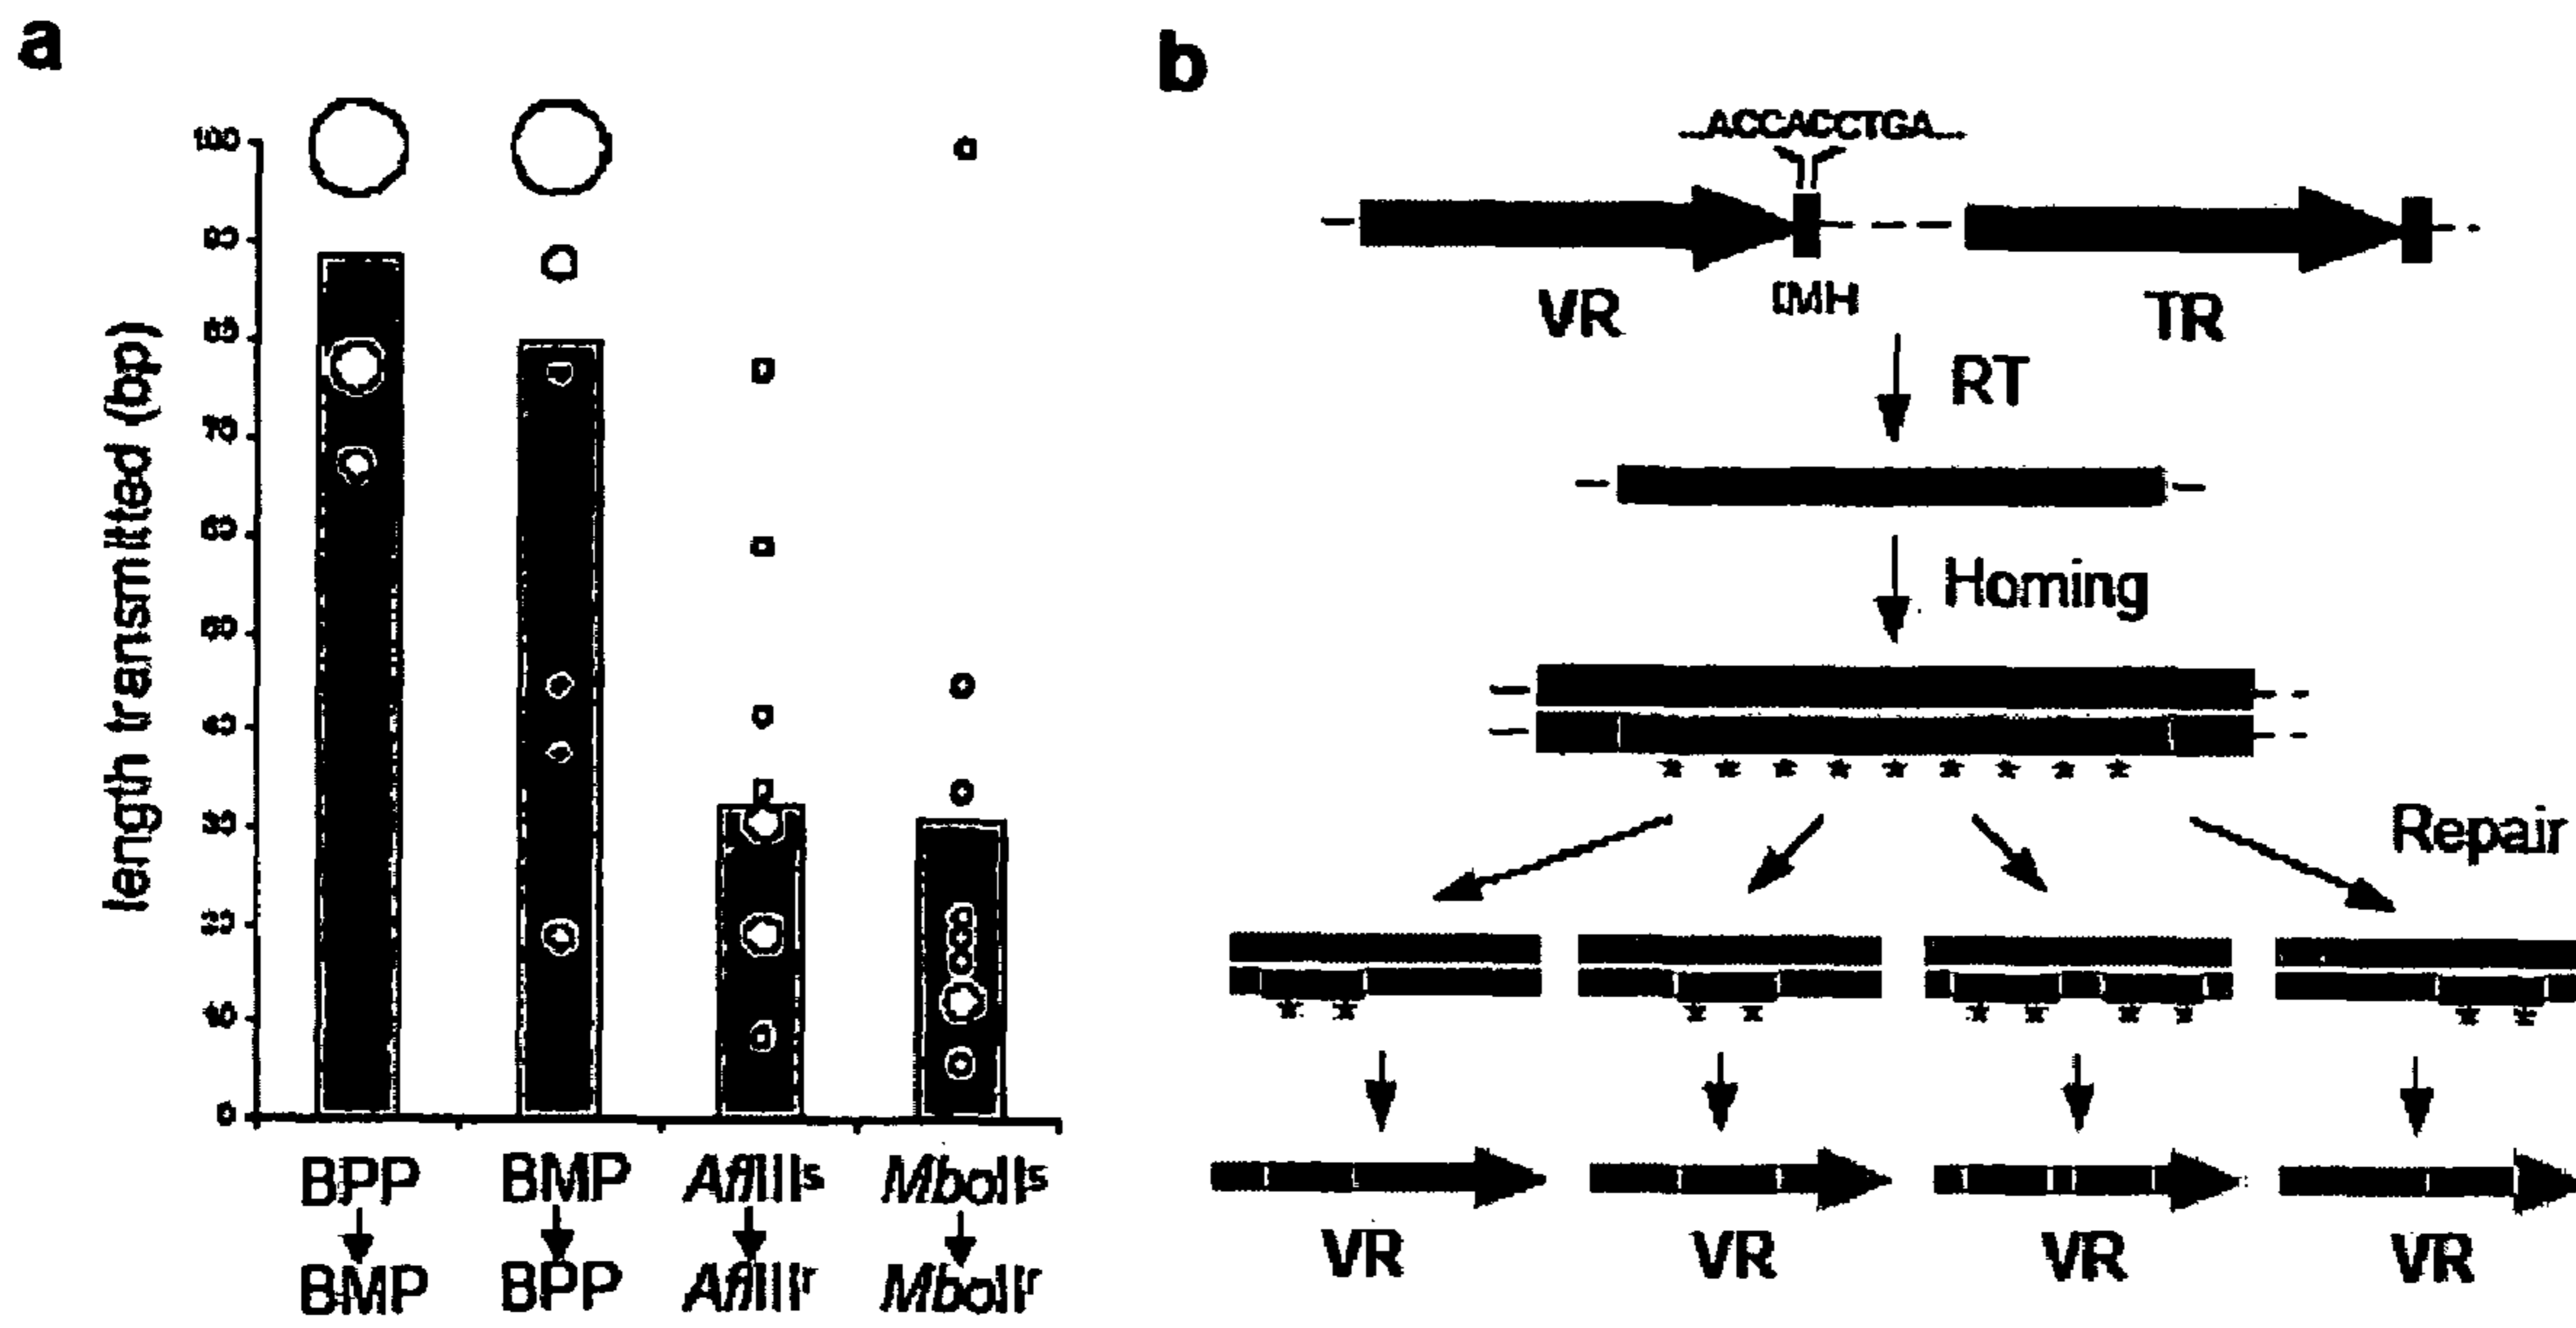 a
length transmitted (bp)
100
90
80
70
60
50
40
30
20
10
0
BPP
BMP
AflIIIs
MboIIs
BMP
BPP
AflIIIr
MboIIr
b
...ACCACCTGA...
VR
IMH
TR
RT
Homing
* * * * * * * * *
Repair
* * * * * * * * * *
VR
VR
VR
VR